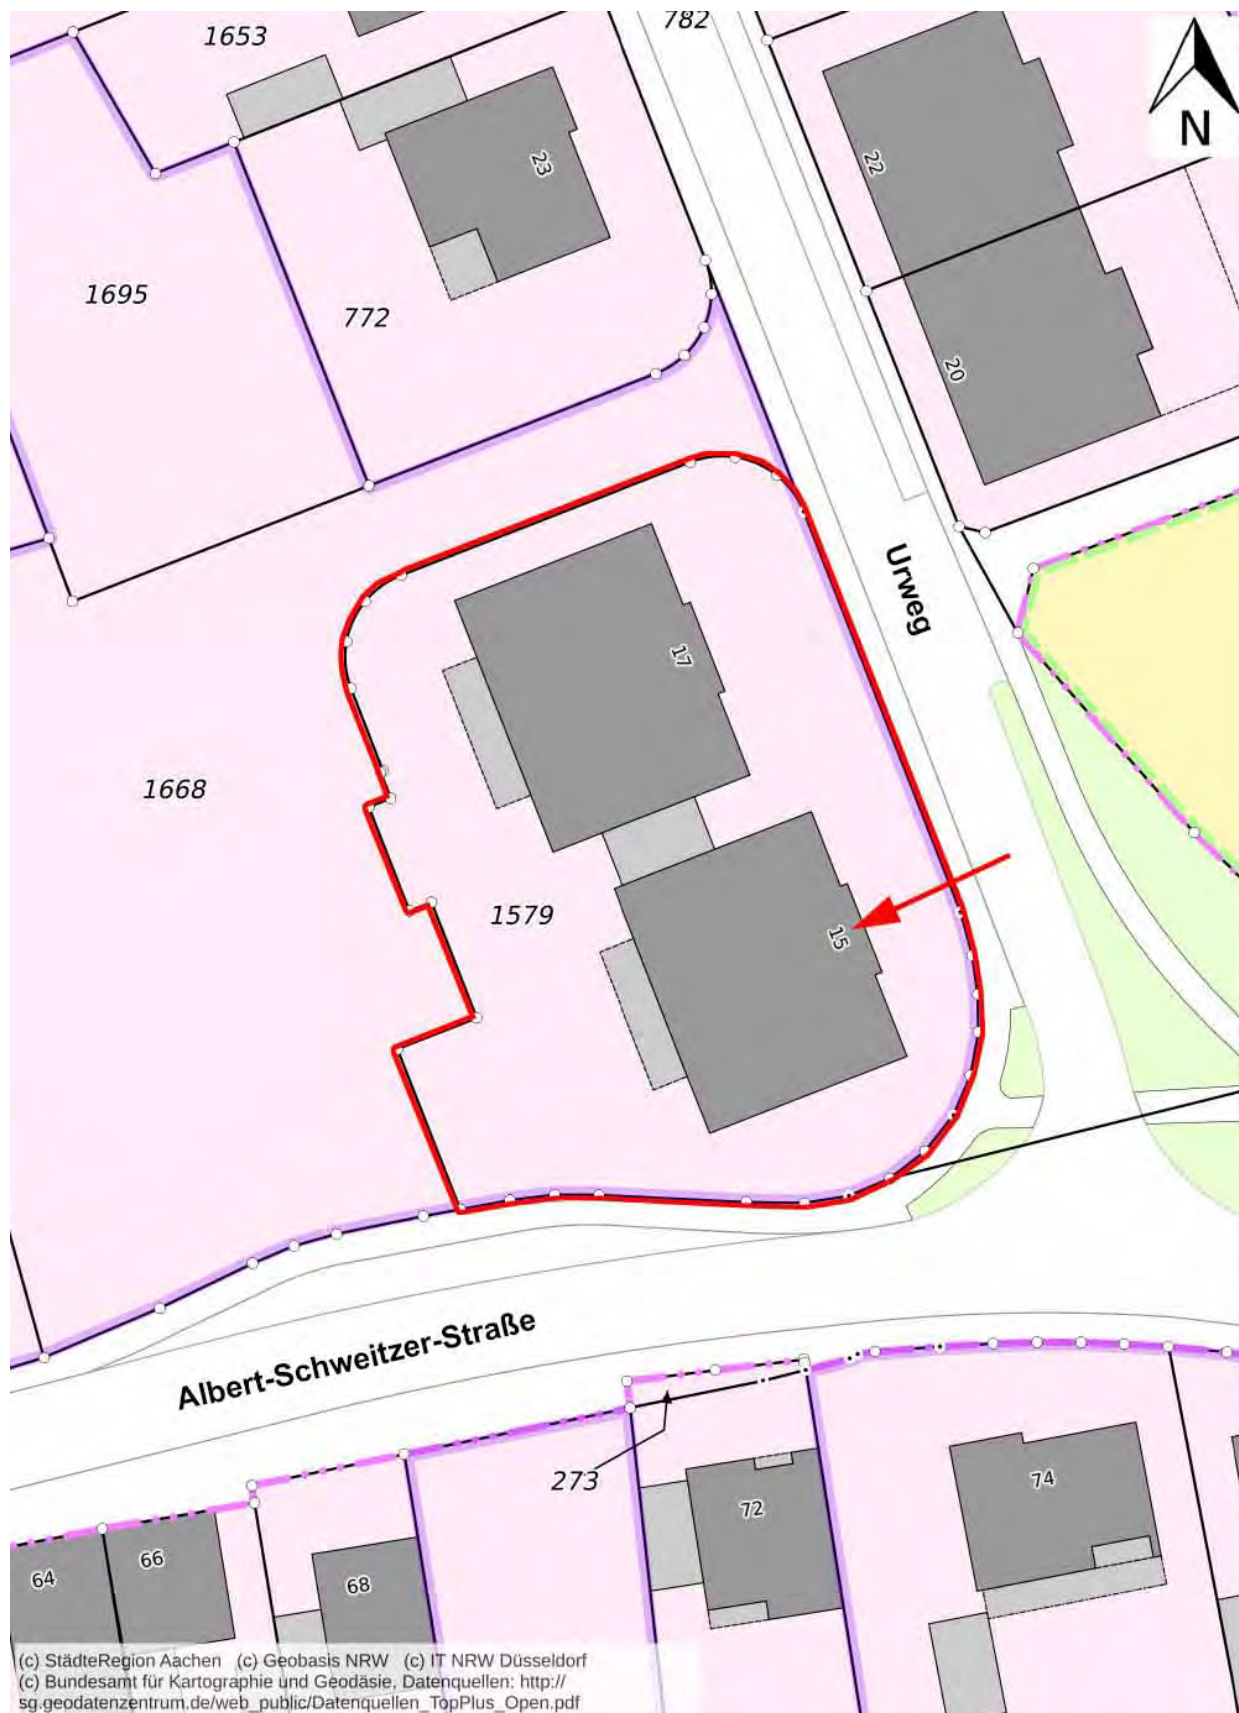 782
1653
N
23
22
1695
772
20
Urweg
17
1668
1579
15
Albert-Schweitzer-Straße
273
74
72
66
64
68
(c) StädteRegion Aachen (c) Geobasis NRW (c) IT NRW Düsseldorf
(c) Bundesamt für Kartographie und Geodäsie, Datenquellen: http://
sg.geodatenzentrum.de/web_public/Datenquellen_TopPlus_Open.pdf